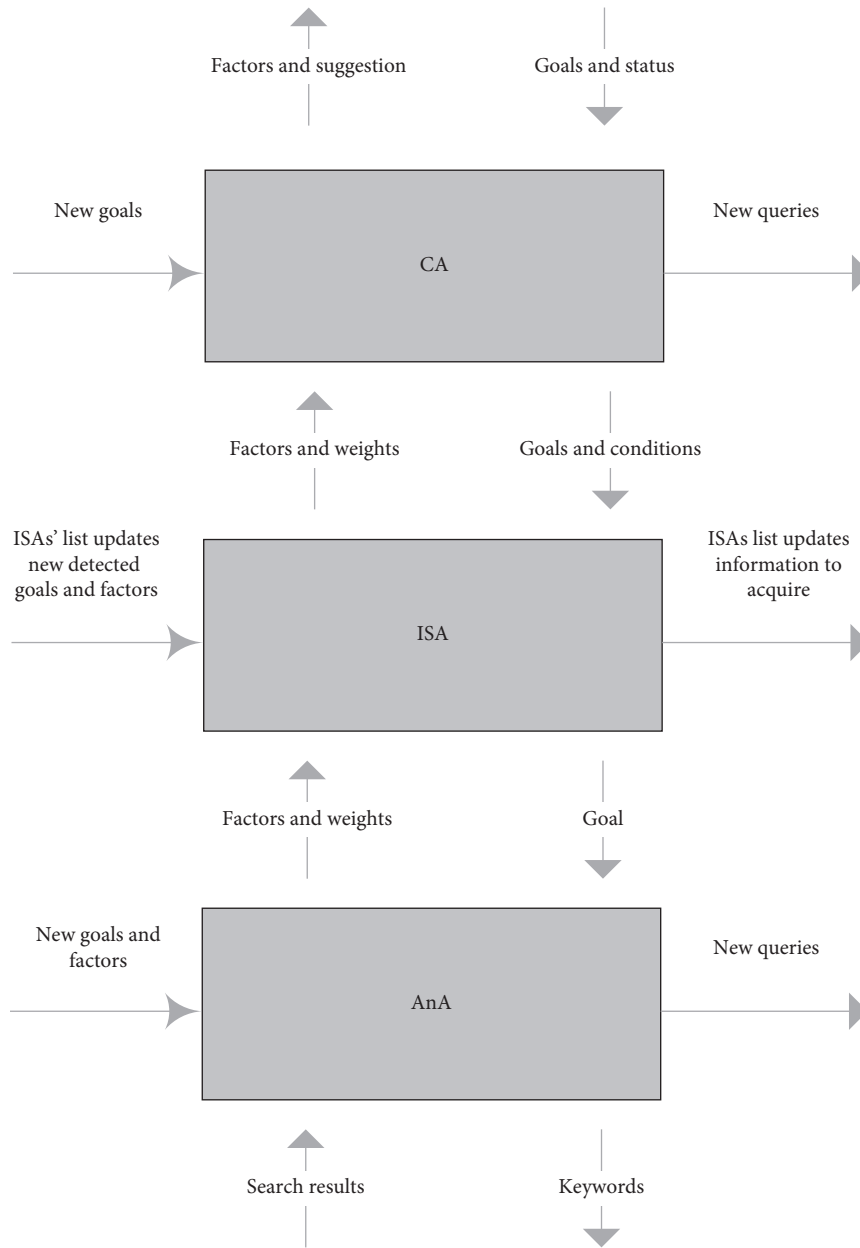 Factors and suggestion
Goals and status
New goals
CA
New queries
Factors and weights
Goals and conditions
ISAs’ list updates
new detected
goals and factors
ISA
ISAs list updates
information to
acquire
Factors and weights
Goal
New goals and
factors
AnA
New queries
Search results
Keywords